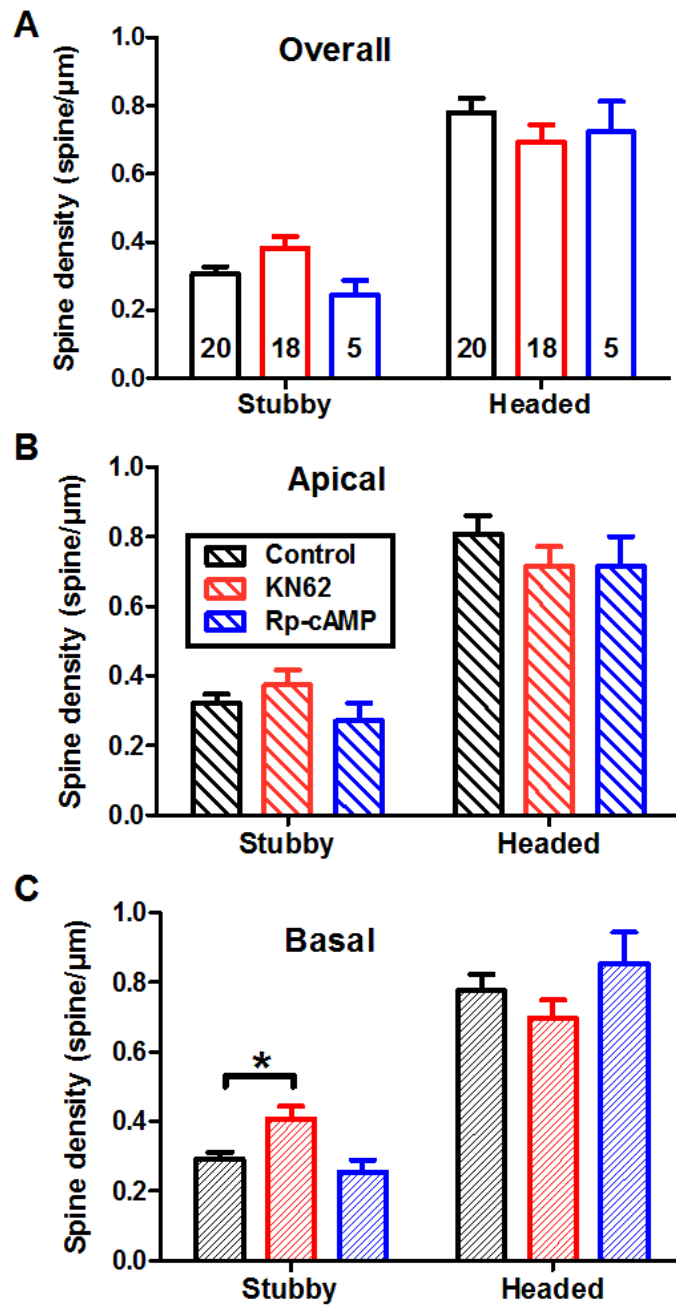 A
Overall
Spine density (spine/µm)
1.0
0.8
0.6
0.4
0.2
0.0
20 18 5 20 18 5
Stubby Headed
B
Apical
Spine density (spine/µm)
1.0
0.8
0.6
0.4
0.2
0.0
Control
KN62
Rp-cAMP
Stubby Headed
C
Basal
Spine density (spine/µm)
1.0
0.8
0.6
0.4
0.2
0.0
*
Stubby Headed